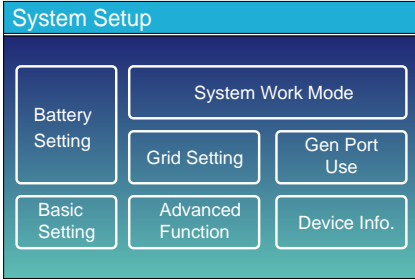 System Setup
Battery
Setting
System Work Mode
Grid Setting
Gen Port
Use
Basic
Setting
Advanced
Function
Device Info.